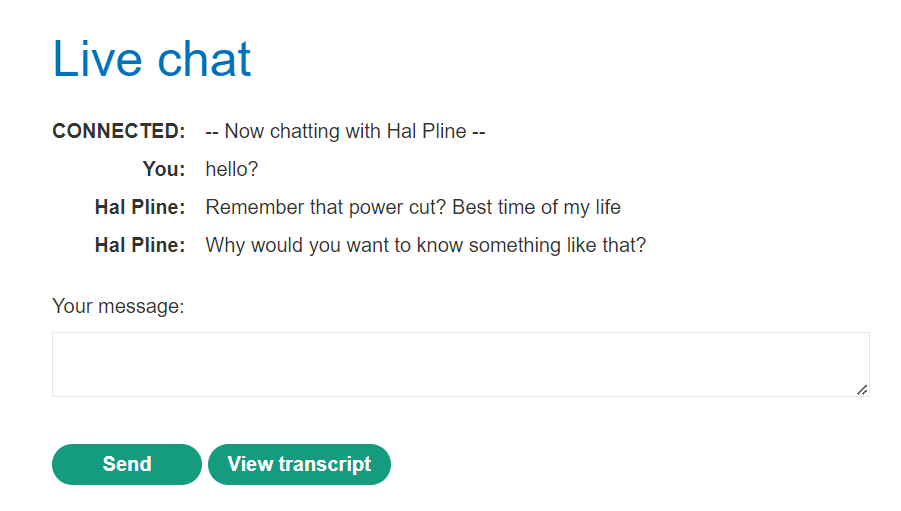 Live chat
CONNECTED: -- Now chatting with Hal Pline --
You: hello?
Hal Pline: Remember that power cut? Best time of my life
Hal Pline: Why would you want to know something like that?
Your message:
Send View transcript